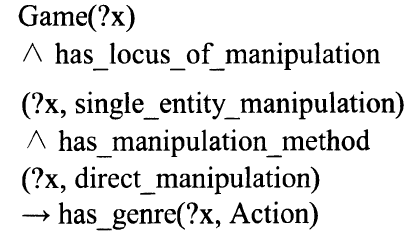 Game(?x)
∧ has_locus_of_manipulation
(?x, single_entity_manipulation)
∧ has_manipulation_method
(?x, direct_manipulation)
→ has_genre(?x, Action)